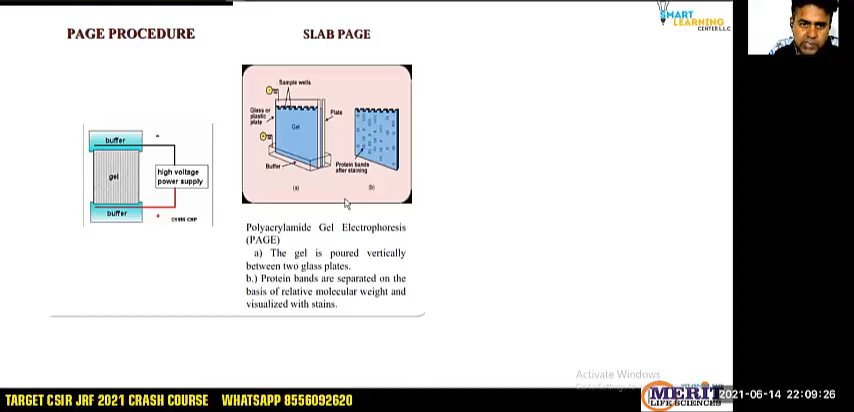 PAGE PROCEDURE
SLAB PAGE
SMART
LEARNING
CENTER L.L.C
buffer
-
gel
high voltage
power supply
buffer
+
©1996 CRP
Sample wells
Glass or
plastic
plate
Gel
Plate
Buffer
Protein bands
after staining
(a)
(b)
Polyacrylamide Gel Electrophoresis
(PAGE)
a) The gel is poured vertically
between two glass plates.
b.) Protein bands are separated on the
basis of relative molecular weight and
visualized with stains.
Activate Windows
TARGET CSIR JRF 2021 CRASH COURSE WHATSAPP 8556092620
MERIT
LIFE SCIENCES
2021-06-14 22:09:26